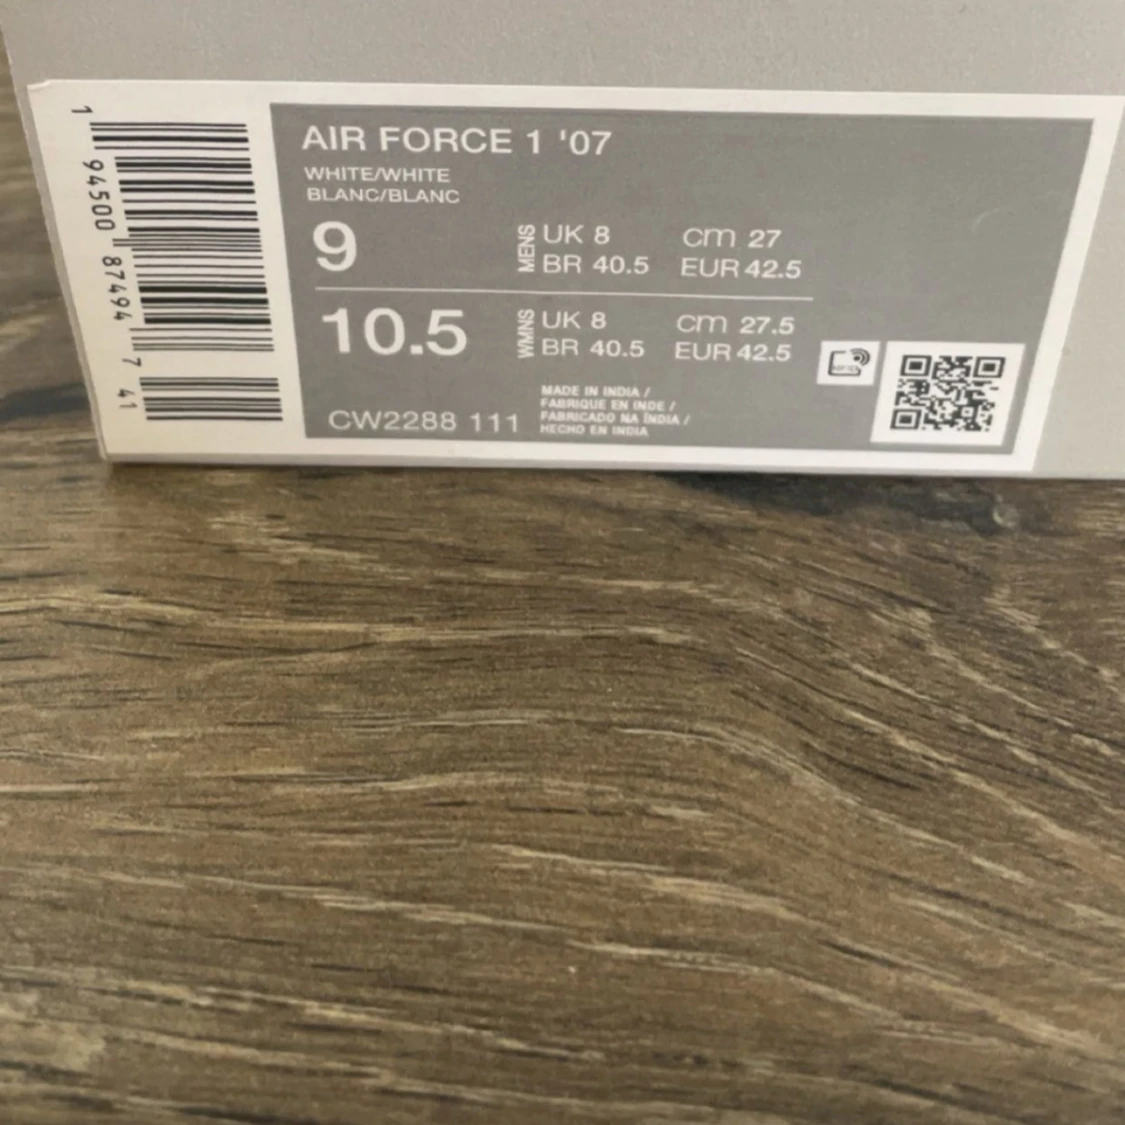 AIR FORCE 1 '07
WHITE/WHITE
BLANC/BLANC
9
MENS
UK 8
cm 27
BR 40.5
EUR 42.5
10.5
WMNS
UK 8
cm 27.5
BR 40.5
EUR 42.5
CW2288 111
MADE IN INDIA /
FABRIQUE EN INDE /
FABRICADO NA ÍNDIA /
HECHO EN INDIA
1 94500 87494 7 41